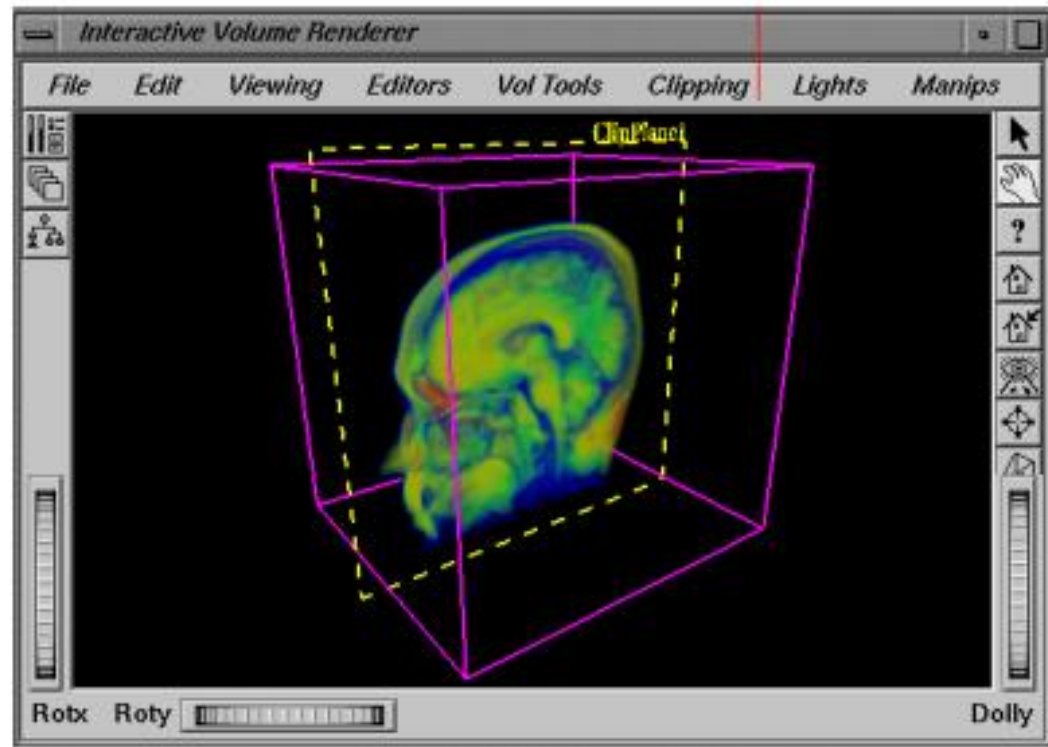 Interactive Volume Renderer
File Edit Viewing Editors Vol Tools Clipping Lights Manips
ClipPlane1
?
Rotx Roty Dolly